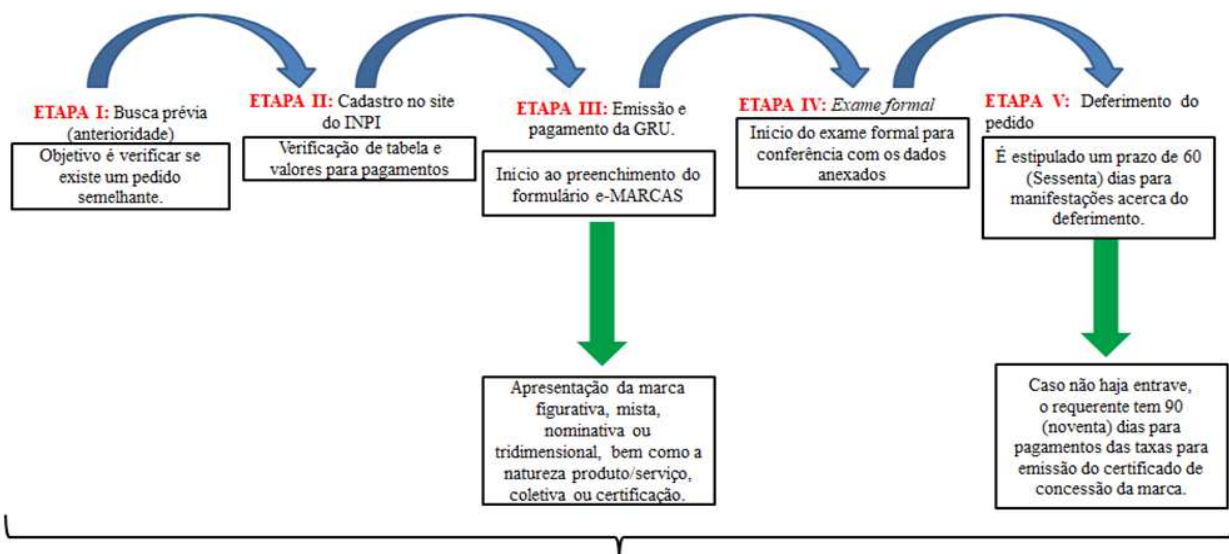 ETAPA I: Busca prévia
(anterioridade)
Objetivo é verificar se
existe um pedido
semelhante.
ETAPA II: Cadastro no site
do INPI
Verificação de tabela e
valores para pagamentos
ETAPA III: Emissão e
pagamento da GRU.
Inicio ao preenchimento do
formulário e-MARCAS
Apresentação da marca
figurativa, mista,
nominativa ou
tridimensional, bem como a
natureza produto/serviço,
coletiva ou certificação.
ETAPA IV: Exame formal
Início do exame formal para
conferência com os dados
anexados
ETAPA V: Deferimento do
pedido
É estipulado um prazo de 60
(Sessenta) dias para
manifestações acerca do
deferimento.
Caso não haja entrave,
o requerente tem 90
(noventa) dias para
pagamentos das taxas para
emissão do certificado de
concessão da marca.